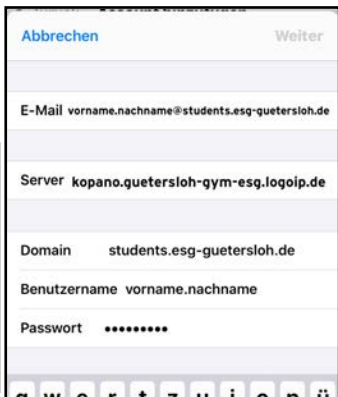 Abbrechen Weiter
E-Mail vorname.nachname@students.esg-guetersloh.de
Server kopano.guetersloh-gym-esg.logoip.de
Domain students.esg-guetersloh.de
Benutzername vorname.nachname
Passwort •••••••••
q w e r t z u i o p ü